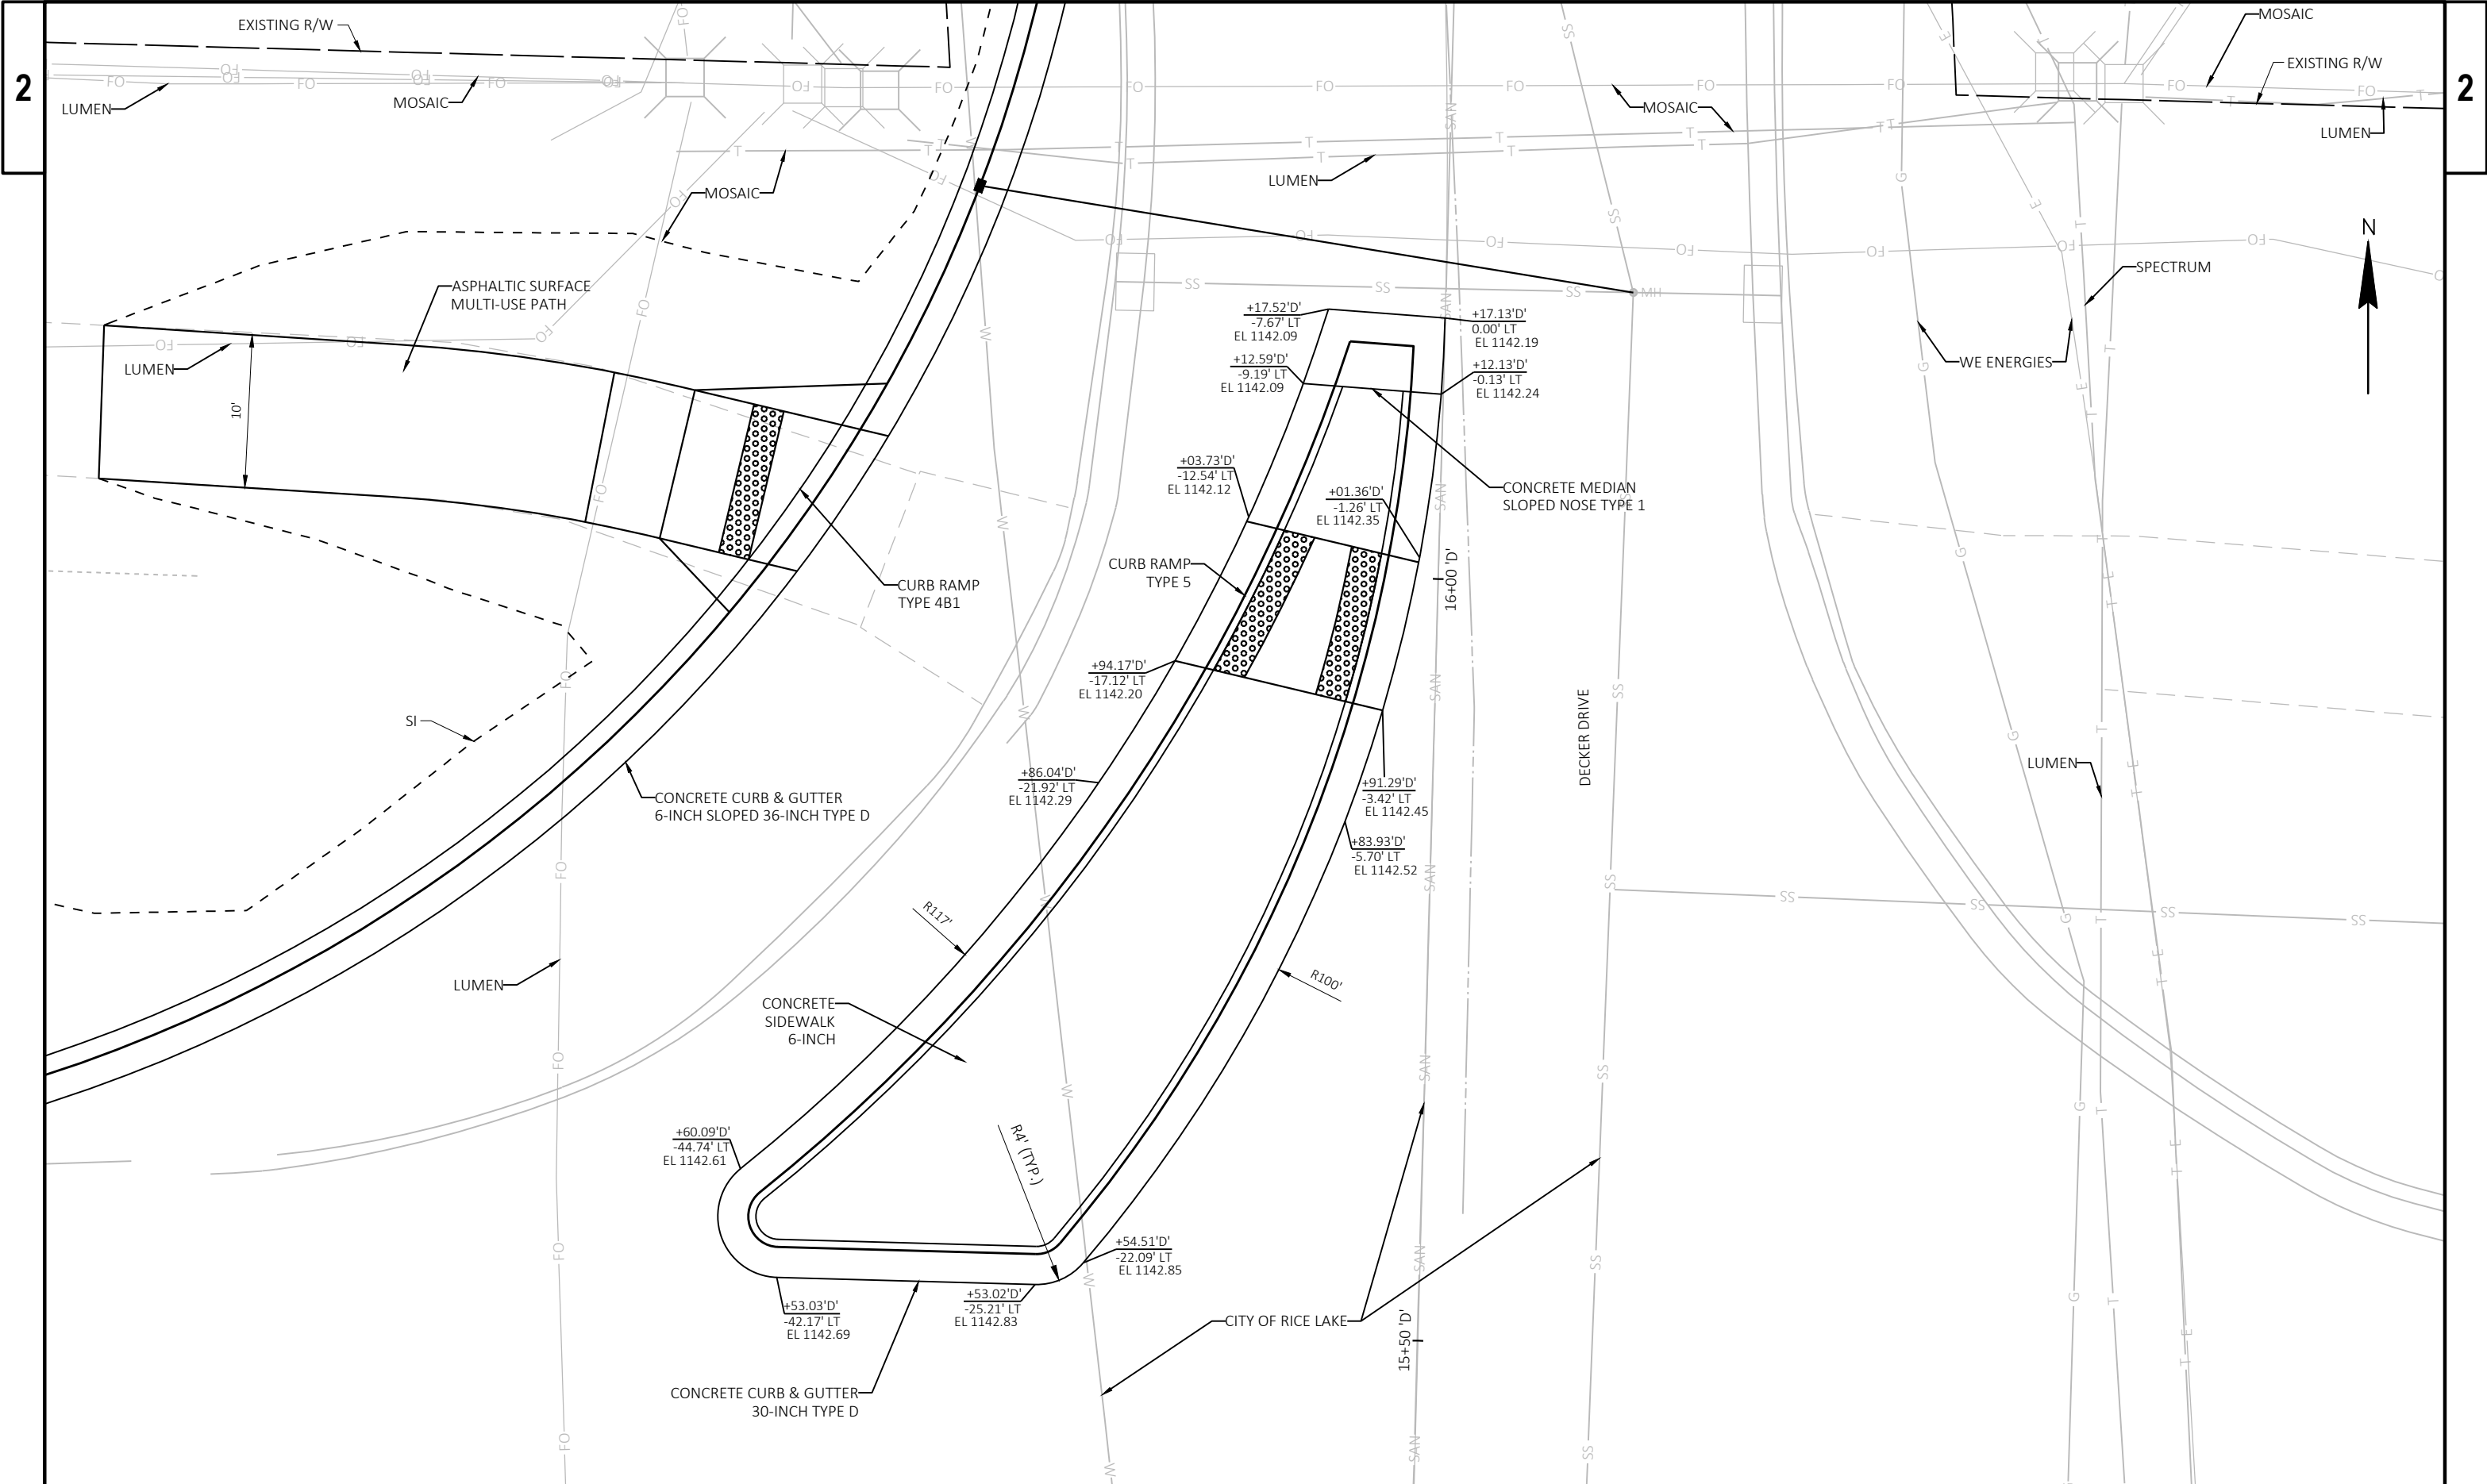 2
2
EXISTING R/W
LUMEN
MOSAIC
MOSAIC
ASPHALTIC SURFACE
MULTI-USE PATH
LUMEN
10'
MOSAIC
LUMEN
MOSAIC
EXISTING R/W
LUMEN
N
SPECTRUM
WE ENERGIES
MH
+17.52'D'
-7.67' LT
EL 1142.09
+17.13'D'
0.00' LT
EL 1142.19
+12.59'D'
-9.19' LT
EL 1142.09
+12.13'D'
-0.13' LT
EL 1142.24
+03.73'D'
-12.54' LT
EL 1142.12
+01.36'D'
-1.26' LT
EL 1142.35
CONCRETE MEDIAN
SLOPED NOSE TYPE 1
CURB RAMP
TYPE 5
CURB RAMP
TYPE 4B1
16+00 'D'
+94.17'D'
-17.12' LT
EL 1142.20
DECKER DRIVE
SI
CONCRETE CURB & GUTTER
6-INCH SLOPED 36-INCH TYPE D
+86.04'D'
-21.92' LT
EL 1142.29
+91.29'D'
-3.42' LT
EL 1142.45
+83.93'D'
-5.70' LT
EL 1142.52
LUMEN
R117'
R100'
LUMEN
CONCRETE
SIDEWALK
6-INCH
+60.09'D'
-44.74' LT
EL 1142.61
R4' (TYP.)
+54.51'D'
-22.09' LT
EL 1142.85
+53.03'D'
-42.17' LT
EL 1142.69
+53.02'D'
-25.21' LT
EL 1142.83
CITY OF RICE LAKE
15+50 'D'
CONCRETE CURB & GUTTER
30-INCH TYPE D
FO
FO
FO
FO
T
T
SS
SS
SAN
SAN
W
W
G
G
E
E